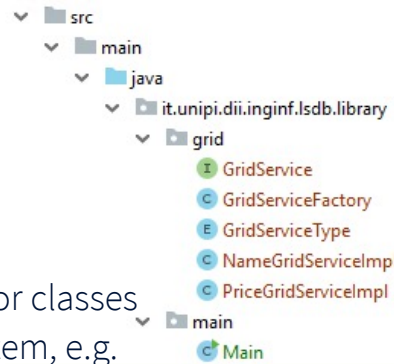 src
main
java
it.unipi.dii.inginf.lsdb.library
grid
I GridService
C GridServiceFactory
E GridServiceType
C NameGridServiceImp
C PriceGridServiceImpl
or classes
main
tem, e.g.
C Main